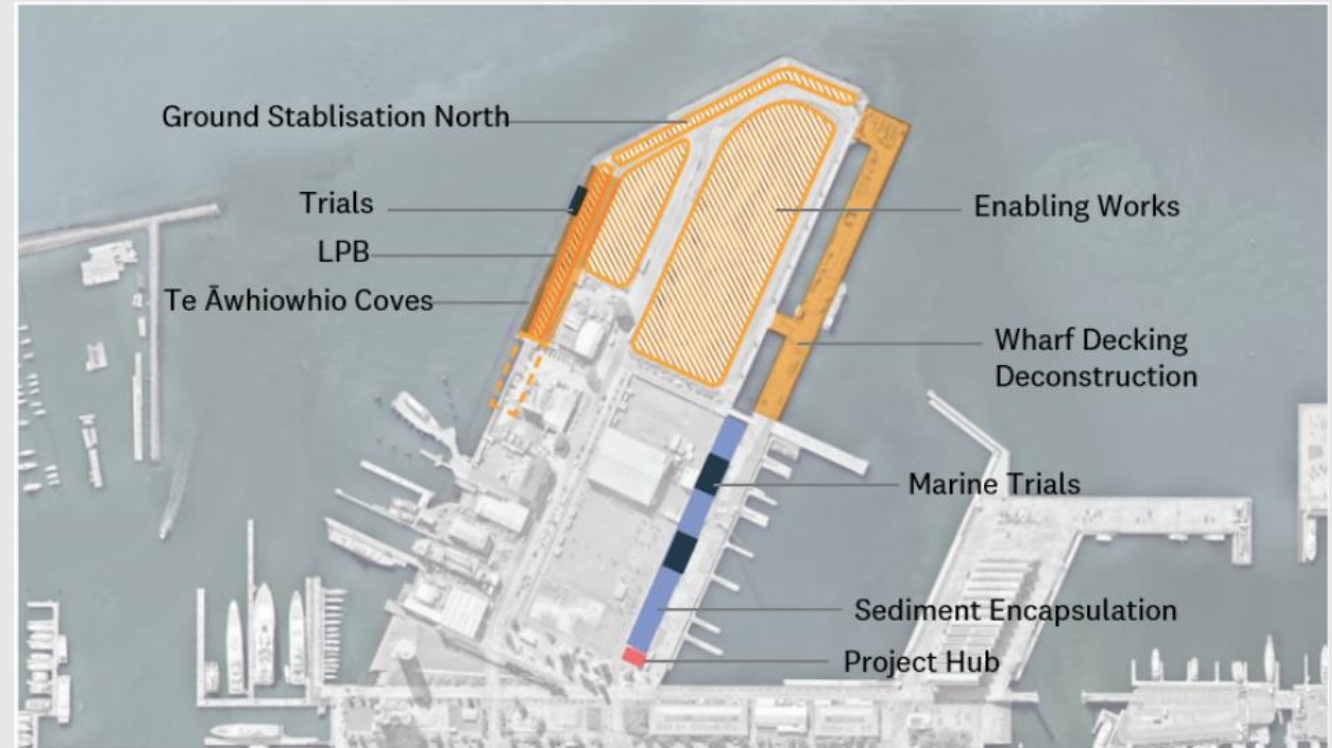 Ground Stablisation North
Trials
LPB
Te Āwhiowhio Coves
Enabling Works
Wharf Decking
Deconstruction
Marine Trials
Sediment Encapsulation
Project Hub